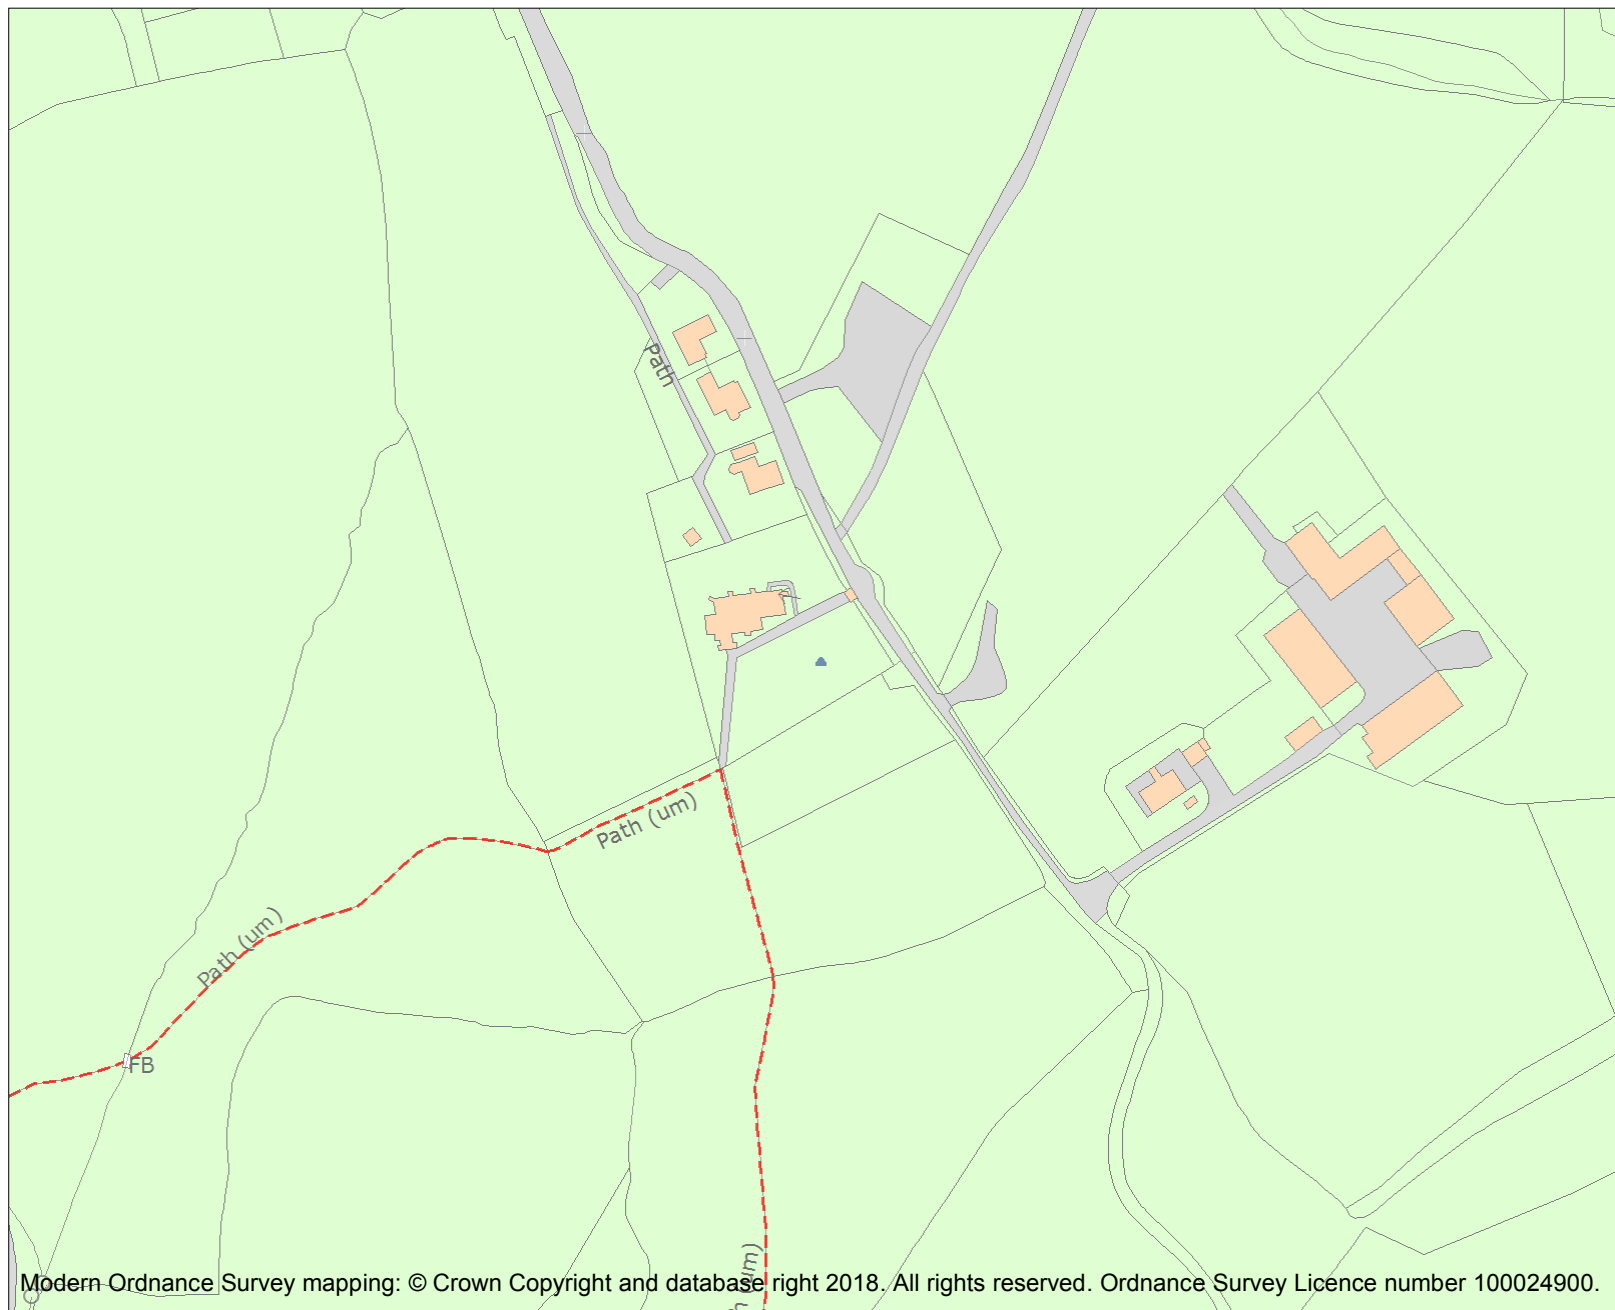 Path
Path (um)
Path (um)
FB
(um)
Modern Ordnance Survey mapping: © Crown Copyright and database right 2018. All rights reserved. Ordnance Survey Licence number 100024900.